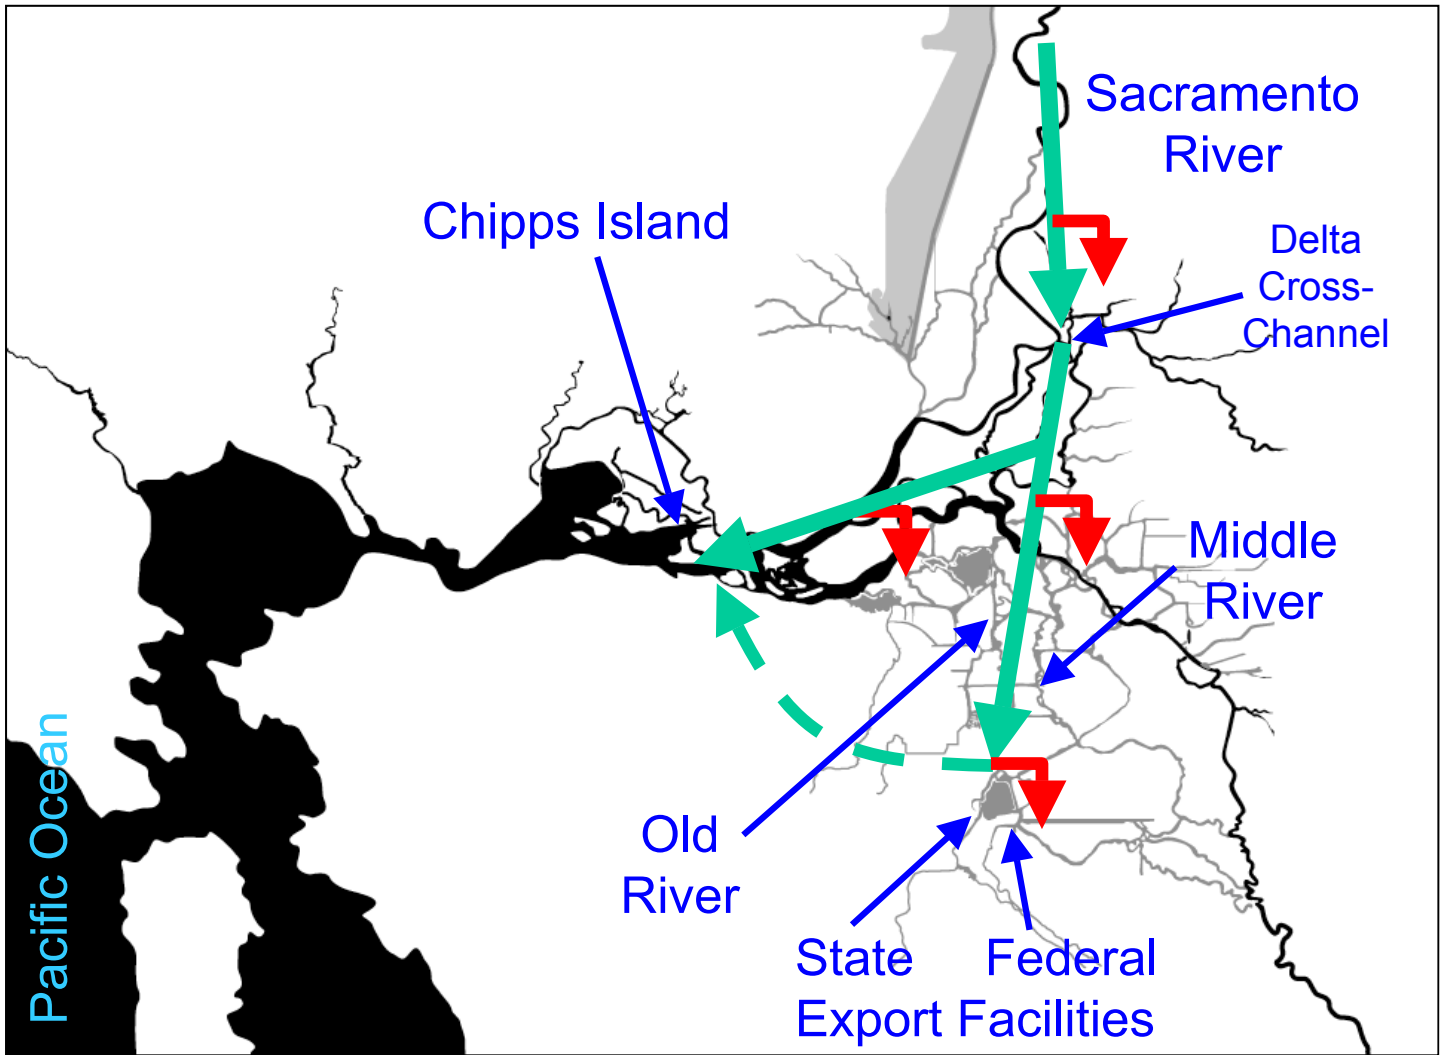 Sacramento
River
Chipps Island
Delta
Cross-
Channel
Middle
River
Pacific Ocean
Old
River
State Federal
Export Facilities